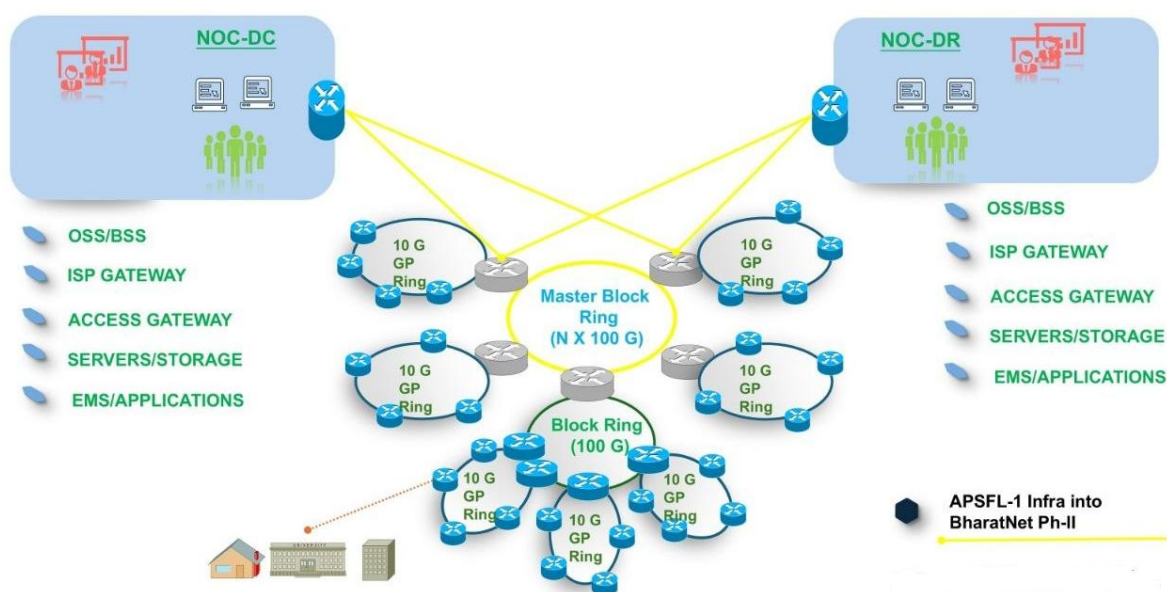 NOC-DC
NOC-DR
OSS/BSS
ISP GATEWAY
ACCESS GATEWAY
SERVERS/STORAGE
EMS/APPLICATIONS
OSS/BSS
ISP GATEWAY
ACCESS GATEWAY
SERVERS/STORAGE
EMS/APPLICATIONS
10 G
GP
Ring
10 G
GP
Ring
Master Block
Ring
(N X 100 G)
10 G
GP
Ring
10 G
GP
Ring
Block Ring
(100 G)
10 G
GP
Ring
10 G
GP
Ring
10 G
GP
Ring
APSFL-1 Infra into
BharatNet Ph-II